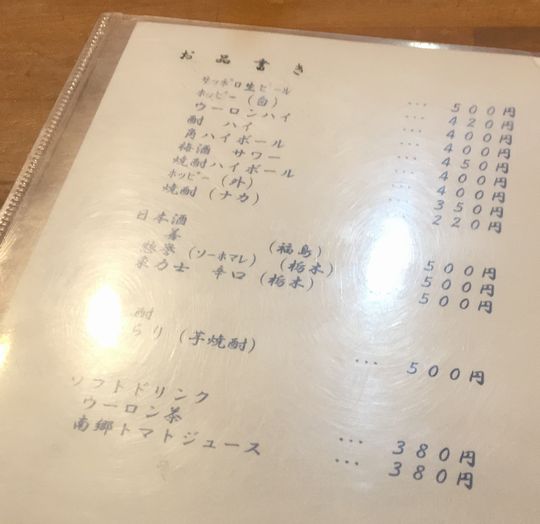 お品書き
サッポロ生ビール … 500円
ホッピー (白) … 420円
ウーロンハイ … 400円
酎ハイ … 400円
角ハイボール … 450円
梅酒 サワー … 400円
焼酎ハイボール … 400円
ホッピー (外) … 350円
焼酎 (ナカ) 220円
日本酒
(福島) 500円
惣誉 (ソーホマレ) (栃木) 500円
東力士 辛口 (栃木) 500円
酎
らり (芋焼酎) … 500円
ソフトドリンク
ウーロン茶 … 380円
南郷トマトジュース … 380円